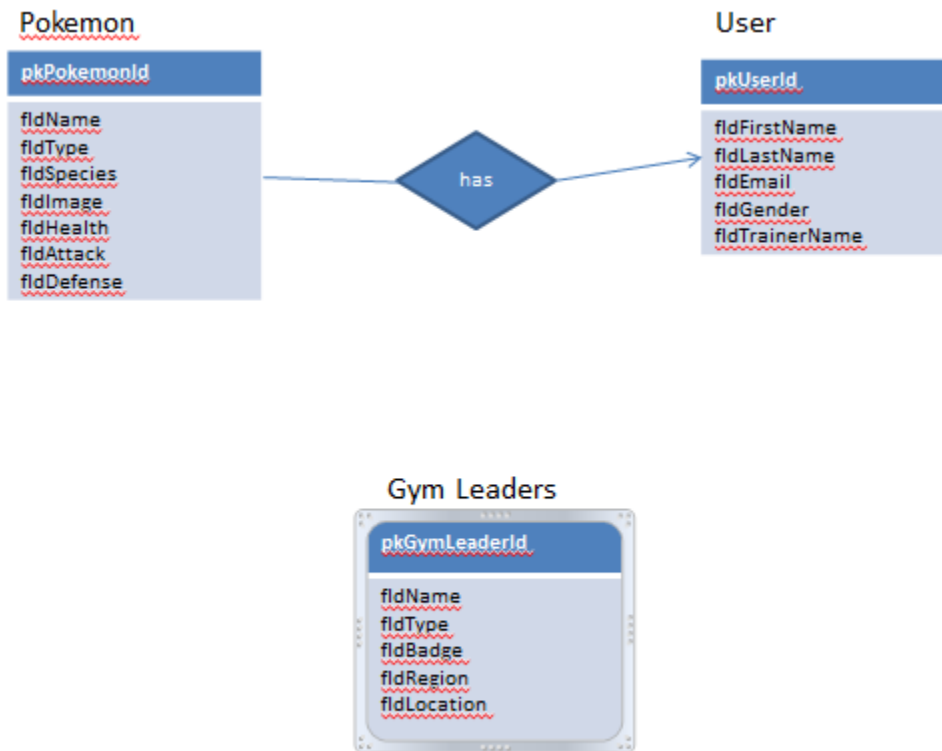 Pokemon
pkPokemonId
fldName
fldType
fldSpecies
fldImage
fldHealth
fldAttack
fldDefense
has
User
pkUserId
fldFirstName
fldLastName
fldEmail
fldGender
fldTrainerName
Gym Leaders
pkGymLeaderId
fldName
fldType
fldBadge
fldRegion
fldLocation